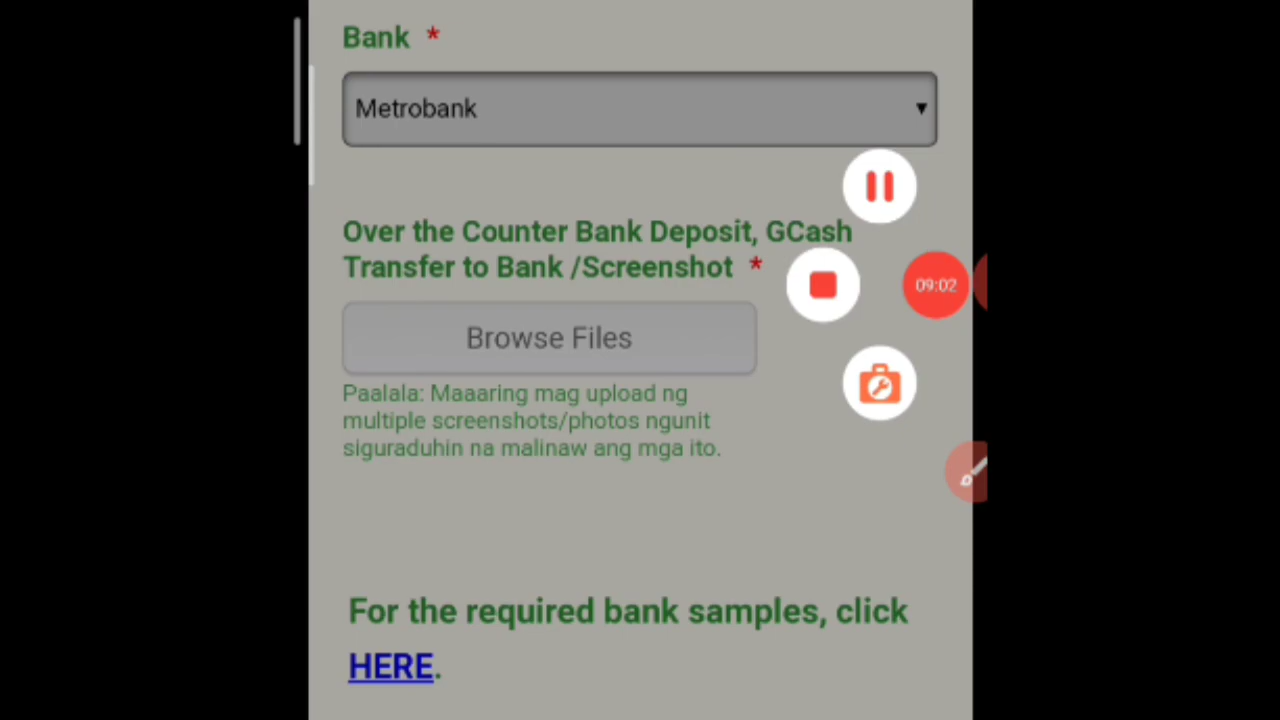 Bank *
Metrobank
Over the Counter Bank Deposit, GCash
Transfer to Bank /Screenshot *
09:02
Browse Files
Paalala: Maaaring mag upload ng
multiple screenshots/photos ngunit
siguraduhin na malinaw ang mga ito.
For the required bank samples, click
HERE.